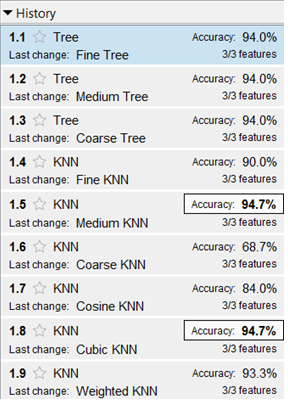 History
1.1 Tree Accuracy: 94.0%
Last change: Fine Tree 3/3 features
1.2 Tree Accuracy: 94.0%
Last change: Medium Tree 3/3 features
1.3 Tree Accuracy: 94.0%
Last change: Coarse Tree 3/3 features
1.4 KNN Accuracy: 90.0%
Last change: Fine KNN 3/3 features
1.5 KNN Accuracy: 94.7%
Last change: Medium KNN 3/3 features
1.6 KNN Accuracy: 68.7%
Last change: Coarse KNN 3/3 features
1.7 KNN Accuracy: 84.0%
Last change: Cosine KNN 3/3 features
1.8 KNN Accuracy: 94.7%
Last change: Cubic KNN 3/3 features
1.9 KNN Accuracy: 93.3%
Last change: Weighted KNN 3/3 features